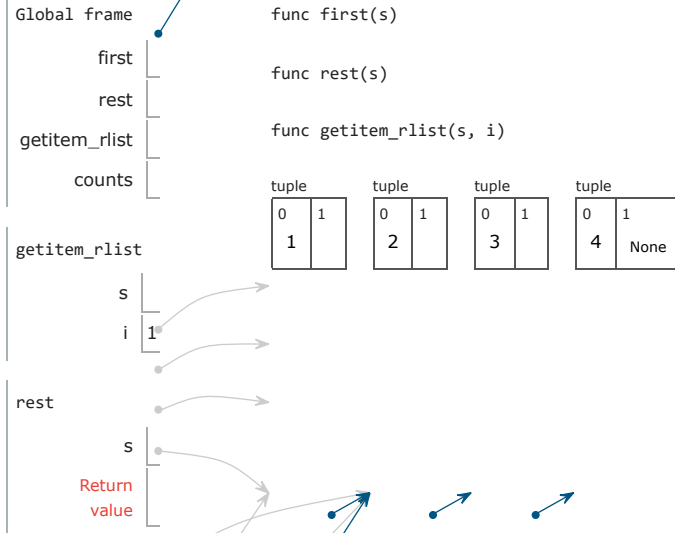 Global frame
func first(s)
first
func rest(s)
rest
func getitem_rlist(s, i)
getitem_rlist
counts
tuple tuple tuple tuple
0 1 0 1 0 1 0 1
1 2 3 4 None
getitem_rlist
s
i 1
rest
s
Return
value